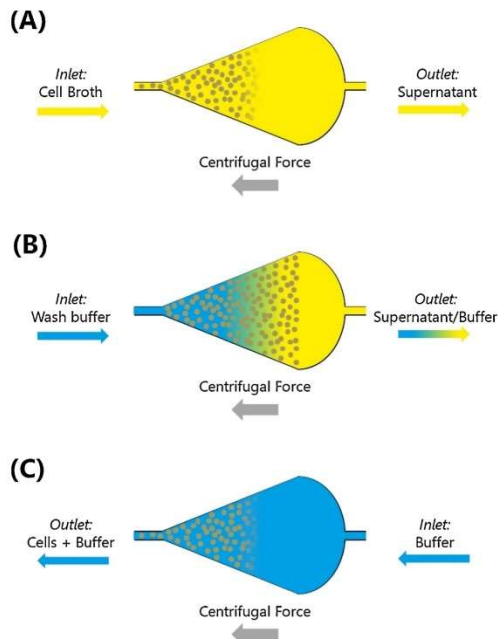 (A)
Inlet:
Cell Broth
Outlet:
Supernatant
Centrifugal Force
(B)
Inlet:
Wash buffer
Outlet:
Supernatant/Buffer
Centrifugal Force
(C)
Outlet:
Cells + Buffer
Inlet:
Buffer
Centrifugal Force